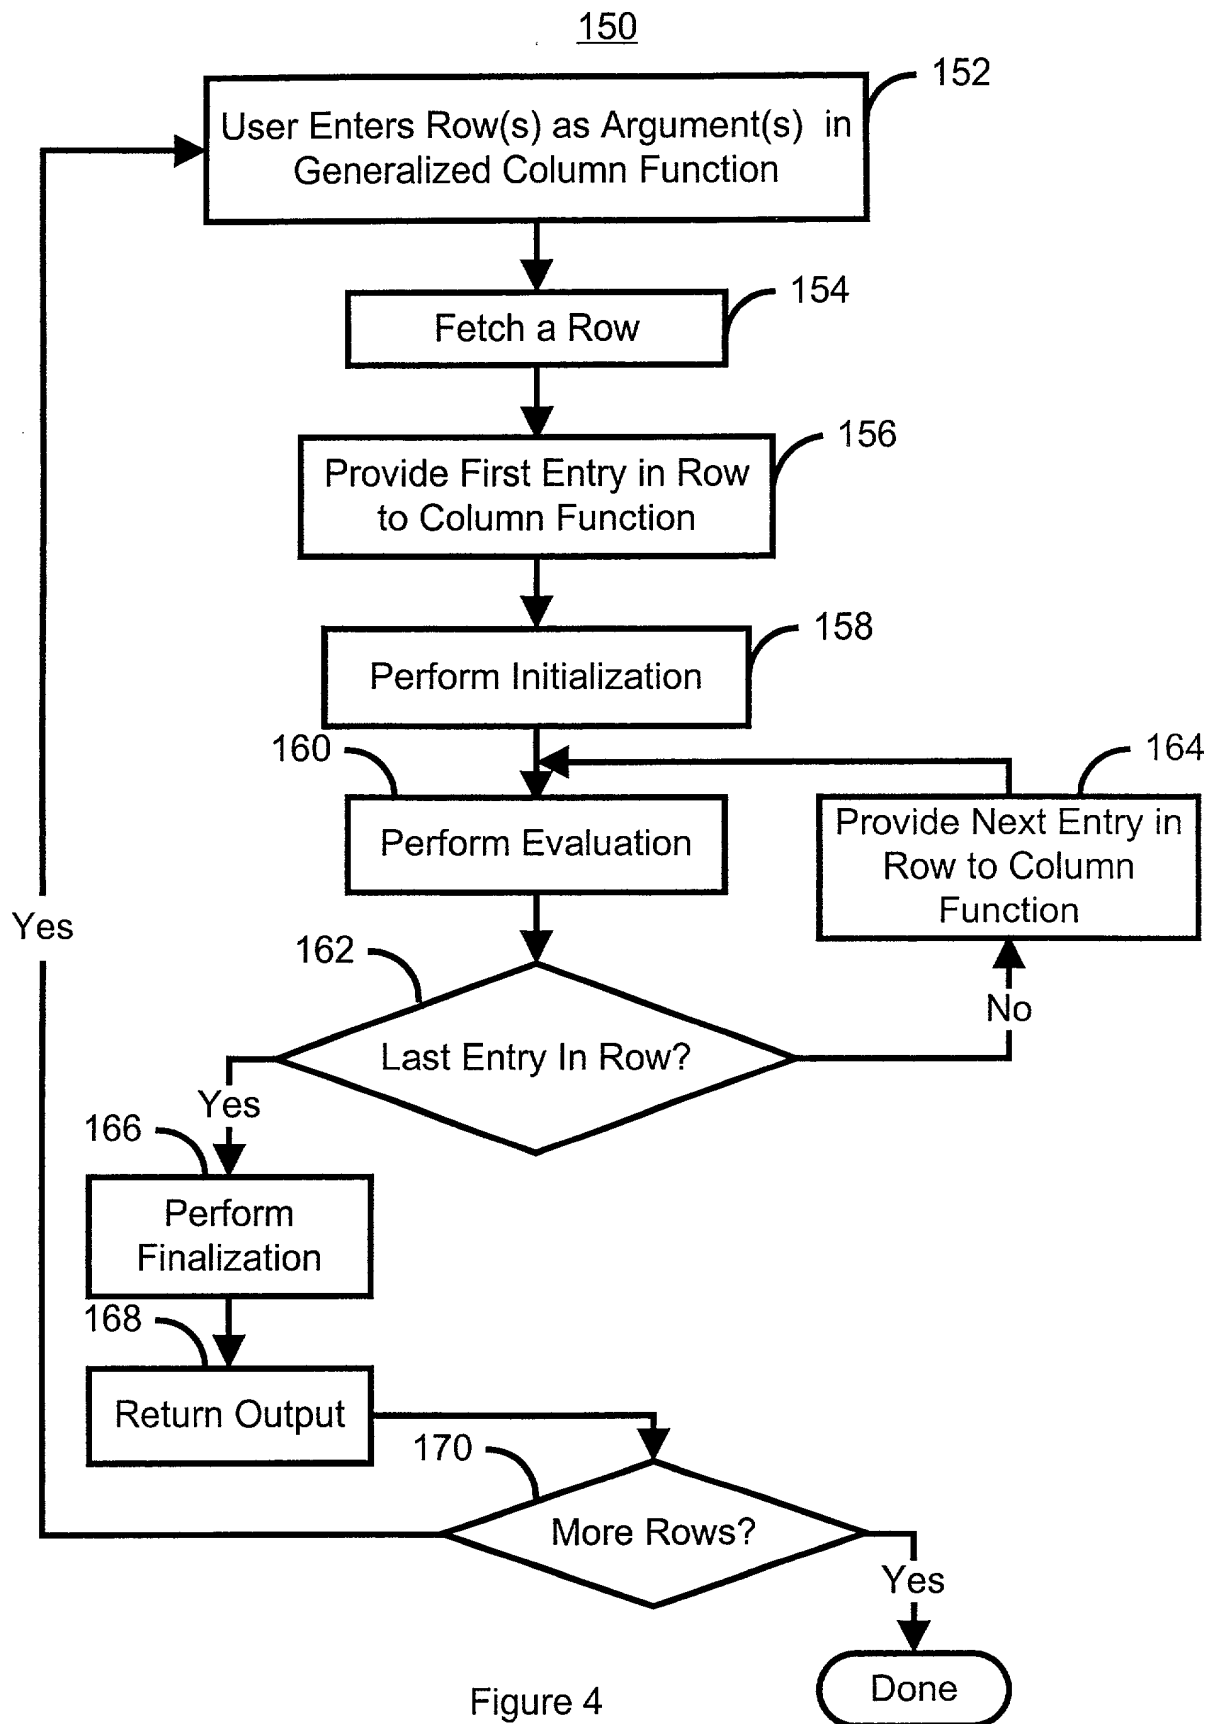 150
152
User Enters Row(s) as Argument(s) in
Generalized Column Function
154
Fetch a Row
156
Provide First Entry in Row
to Column Function
158
Perform Initialization
160
Perform Evaluation
164
Provide Next Entry in
Row to Column
Function
Yes
162
Last Entry In Row?
No
Yes
166
Perform
Finalization
168
Return Output
170
More Rows?
Yes
Done
Figure 4